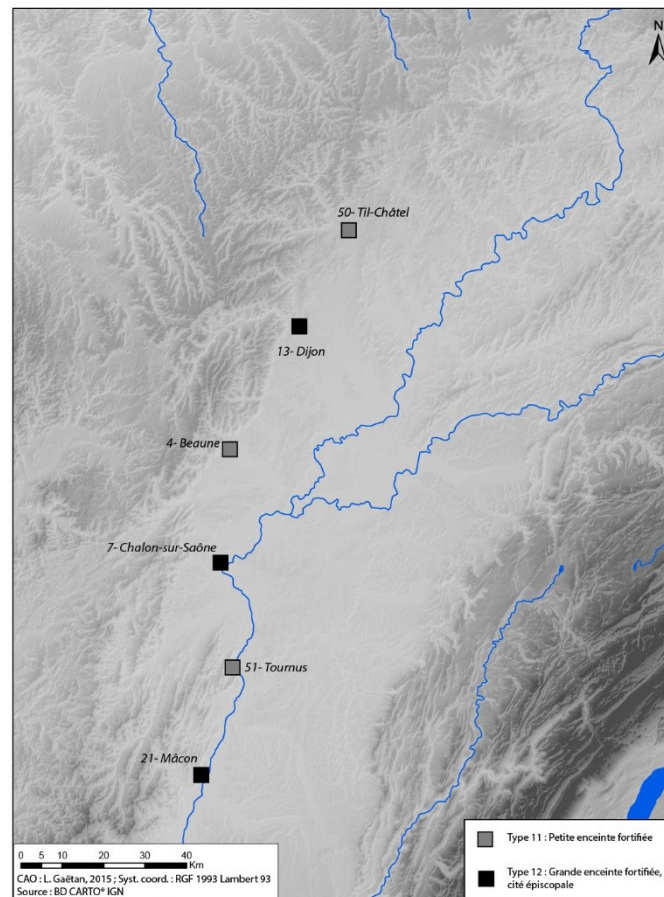 N
50- Til-Châtel
13- Dijon
4- Beaune
7- Chalon-sur-Saône
51- Tournus
21- Mâcon
Type 11 : Petite enceinte fortifiée
Type 12 : Grande enceinte fortifiée,
cité épiscopale
0 5 10 20 30 40
Km
CAO : L. Gaëtan, 2015 ; Syst. coord. : RGF 1993 Lambert 93
Source : BD CARTO® IGN